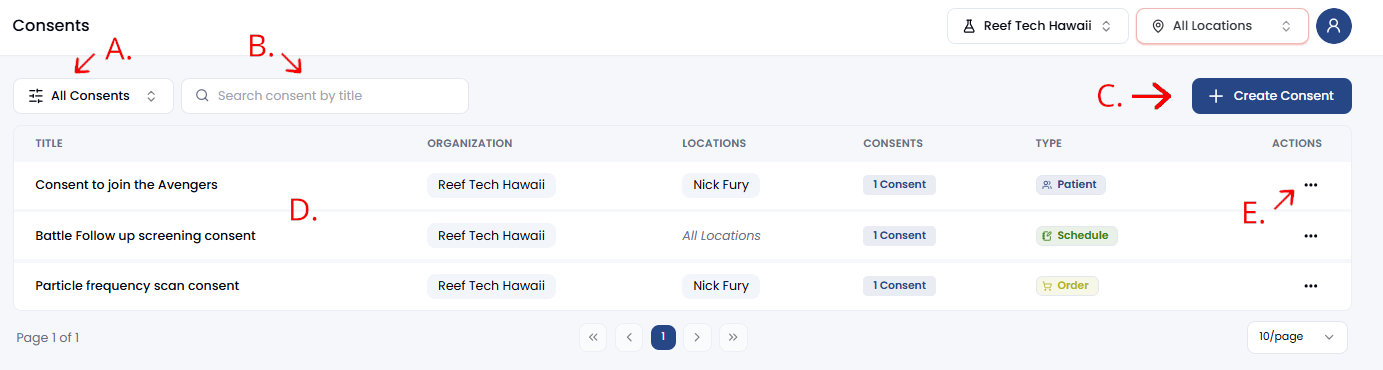 Consents
Reef Tech Hawaii
All Locations
A.
B.
All Consents
Search consent by title
C.
Create Consent
TITLE ORGANIZATION LOCATIONS CONSENTS TYPE ACTIONS
Consent to join the Avengers Reef Tech Hawaii Nick Fury 1 Consent Patient
D.
E.
Battle Follow up screening consent Reef Tech Hawaii All Locations 1 Consent Schedule
Particle frequency scan consent Reef Tech Hawaii Nick Fury 1 Consent Order
Page 1 of 1
1
10/page